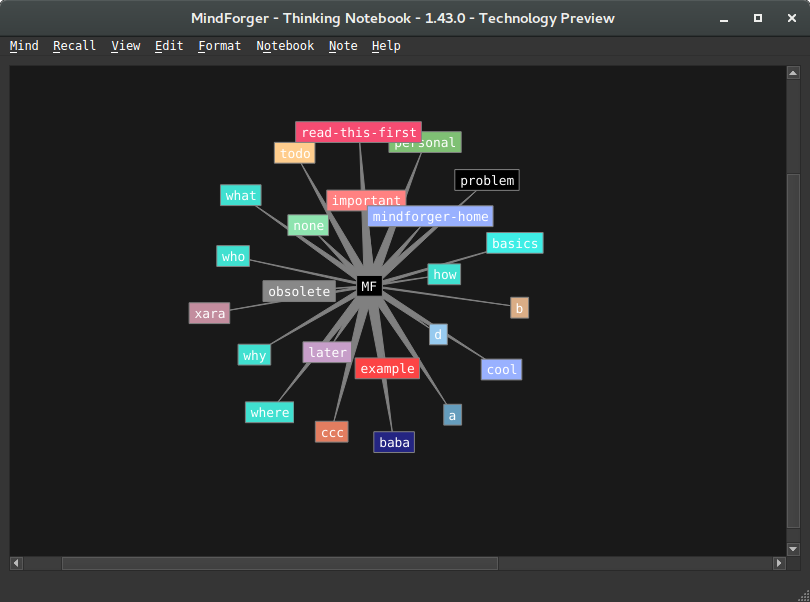 MindForger - Thinking Notebook - 1.43.0 - Technology Preview
Mind Recall View Edit Format Notebook Note Help
read-this-first
personal
todo
problem
what
important
mindforger-home
none
basics
who
how
MF
obsolete
b
xara
d
later
why
example
cool
where
a
ccc
baba